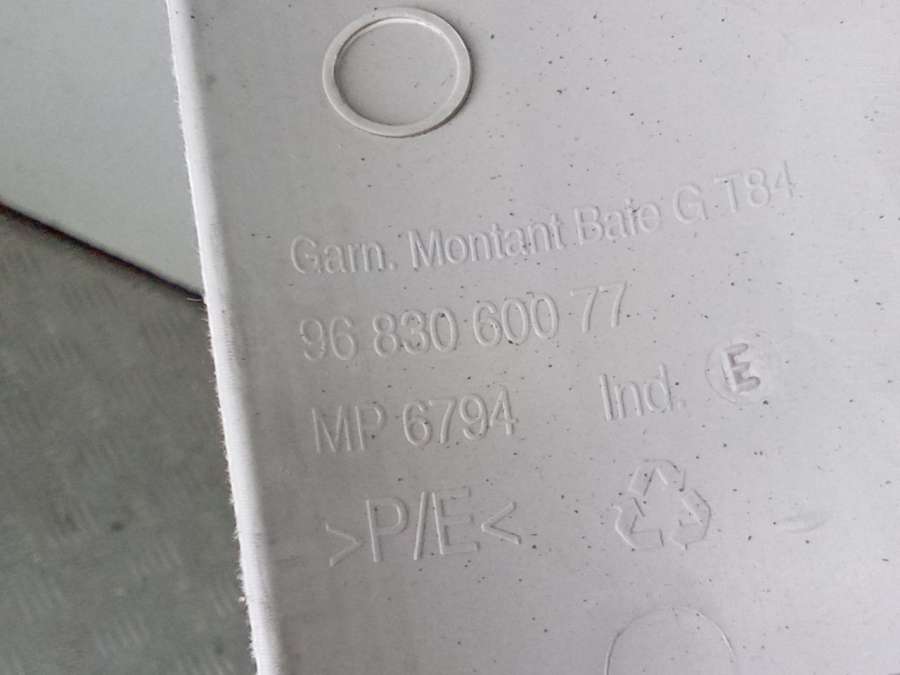 Garn. Montant Baie G T84
96 830 600 77
MP 6794 Ind. E
>P/E<